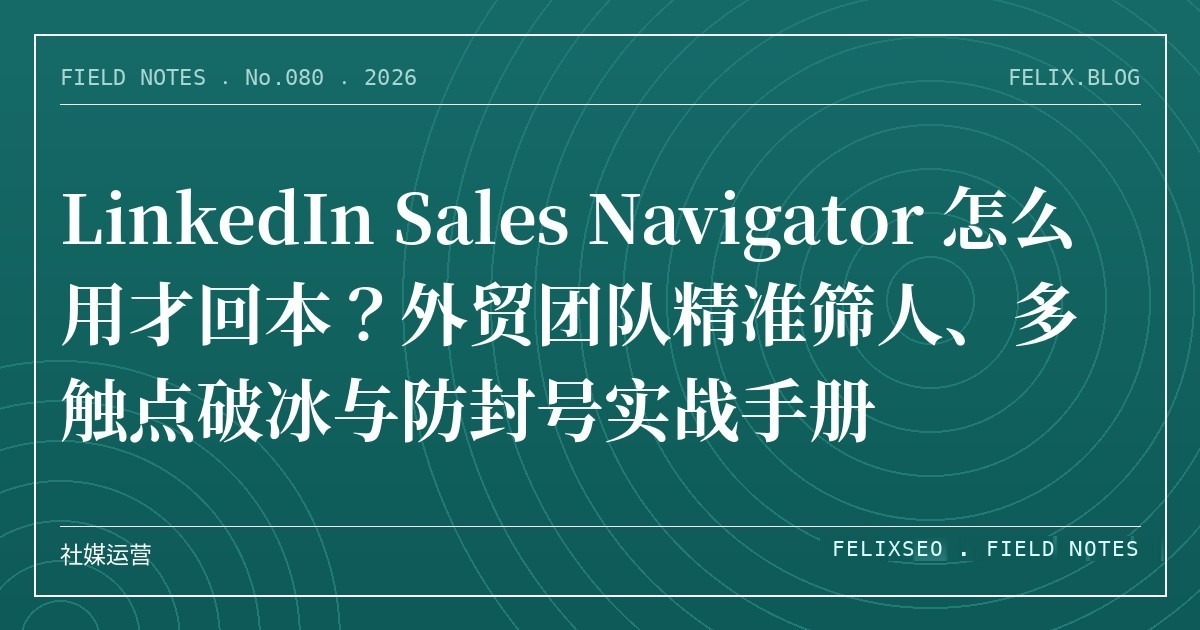 FIELD NOTES . No.080 . 2026
FELIX.BLOG
LinkedIn Sales Navigator 怎么
用才回本？外贸团队精准筛人、多
触点破冰与防封号实战手册
社媒运营
FELIXSEO . FIELD NOTES